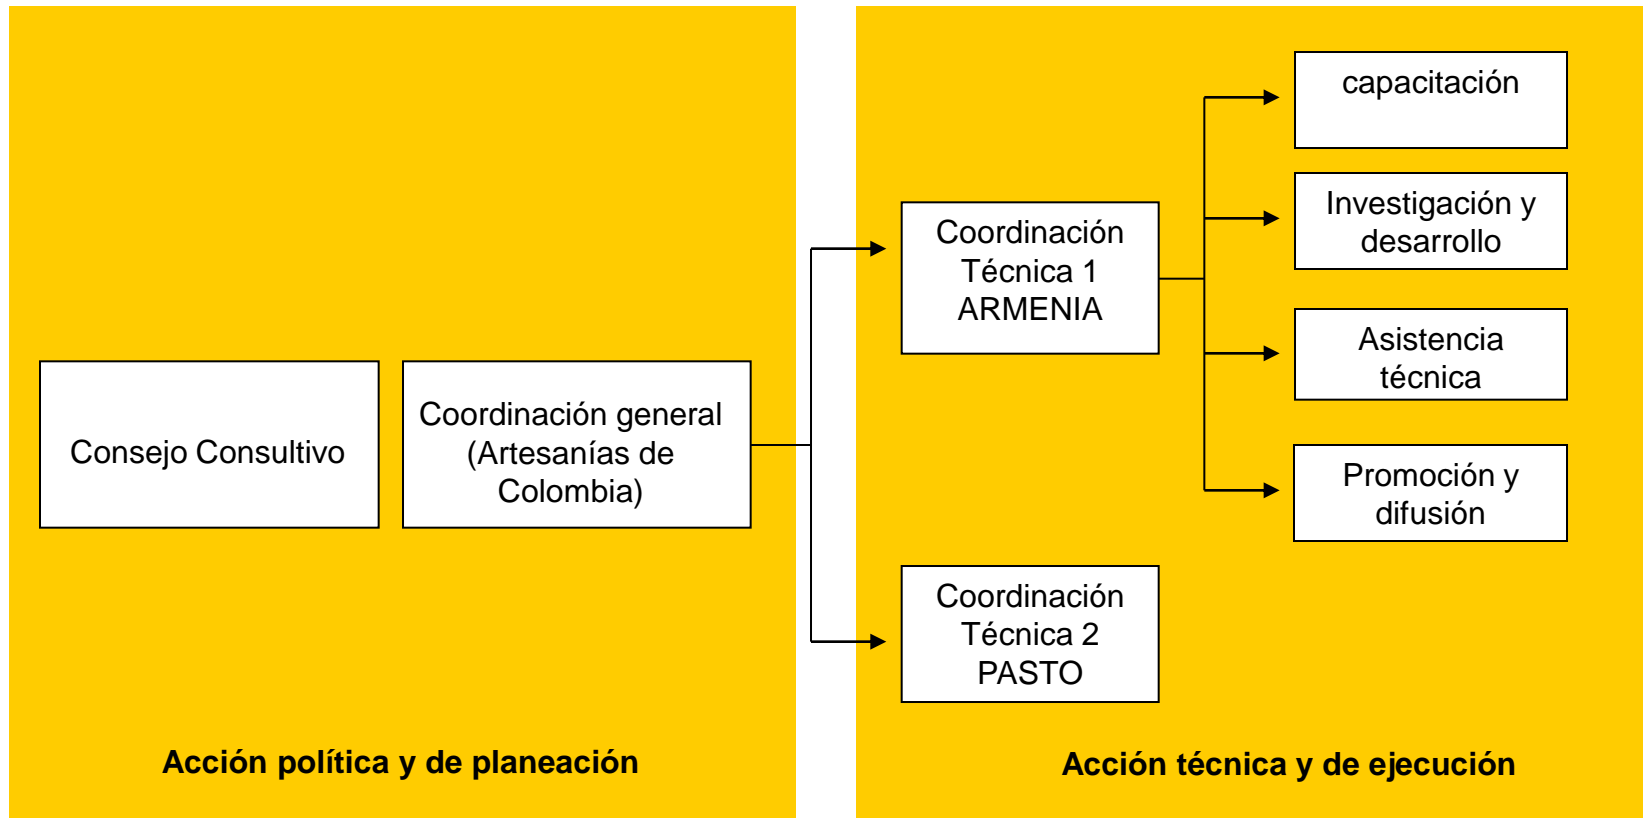 Consejo Consultivo
Coordinación general
(Artesanías de
Colombia)
Acción política y de planeación
Coordinación
Técnica 1
ARMENIA
Coordinación
Técnica 2
PASTO
capacitación
Investigación y
desarrollo
Asistencia
técnica
Promoción y
difusión
Acción técnica y de ejecución